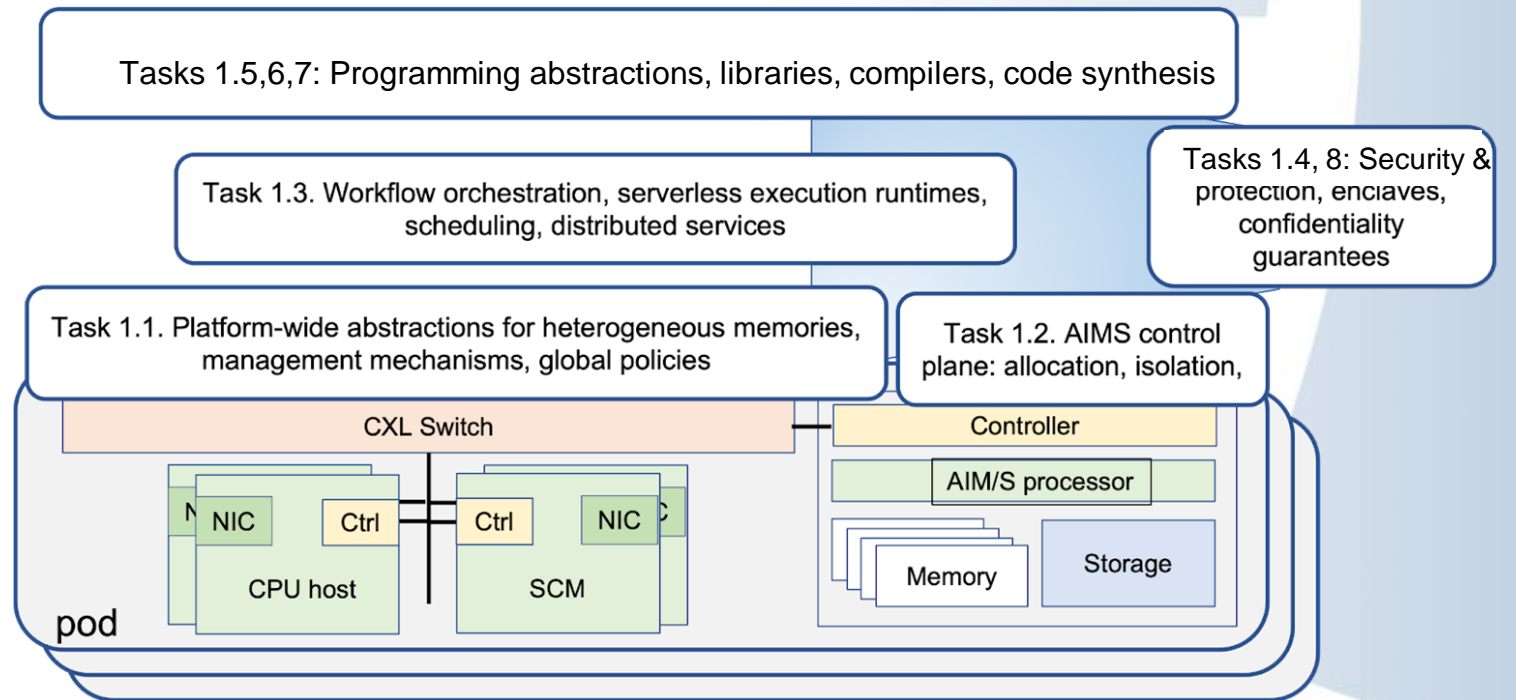 Tasks 1.5,6,7: Programming abstractions, libraries, compilers, code synthesis
Tasks 1.4, 8: Security &
protection, enclaves,
confidentiality
guarantees
Task 1.3. Workflow orchestration, serverless execution runtimes,
scheduling, distributed services
Task 1.1. Platform-wide abstractions for heterogeneous memories,
management mechanisms, global policies
Task 1.2. AIMS control
plane: allocation, isolation,
CXL Switch
Controller
AIM/S processor
NIC
Ctrl
Ctrl
NIC
CPU host
SCM
Memory
Storage
pod